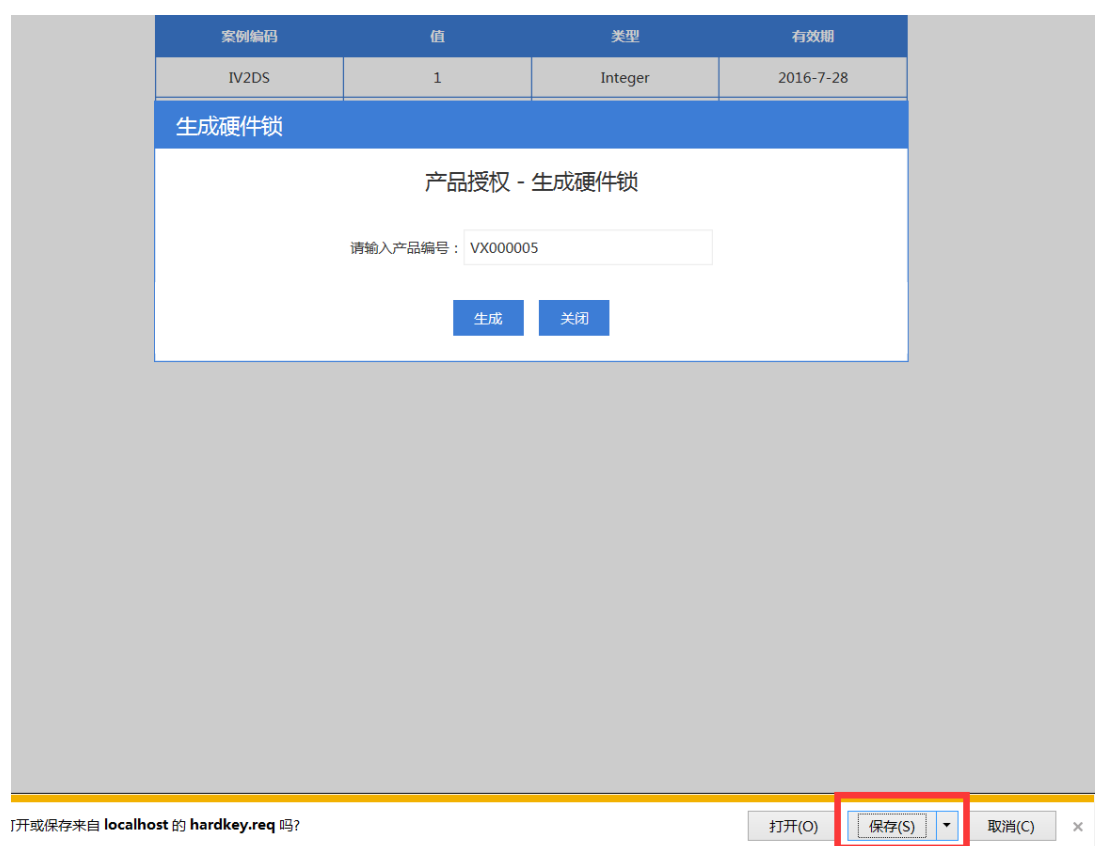 案例编码 值 类型 有效期
IV2DS 1 Integer 2016-7-28
生成硬件锁
产品授权 - 生成硬件锁
请输入产品编号： VX000005
生成 关闭
打开或保存来自 localhost 的 hardkey.req 吗? 打开(O) 保存(S) 取消(C) ×